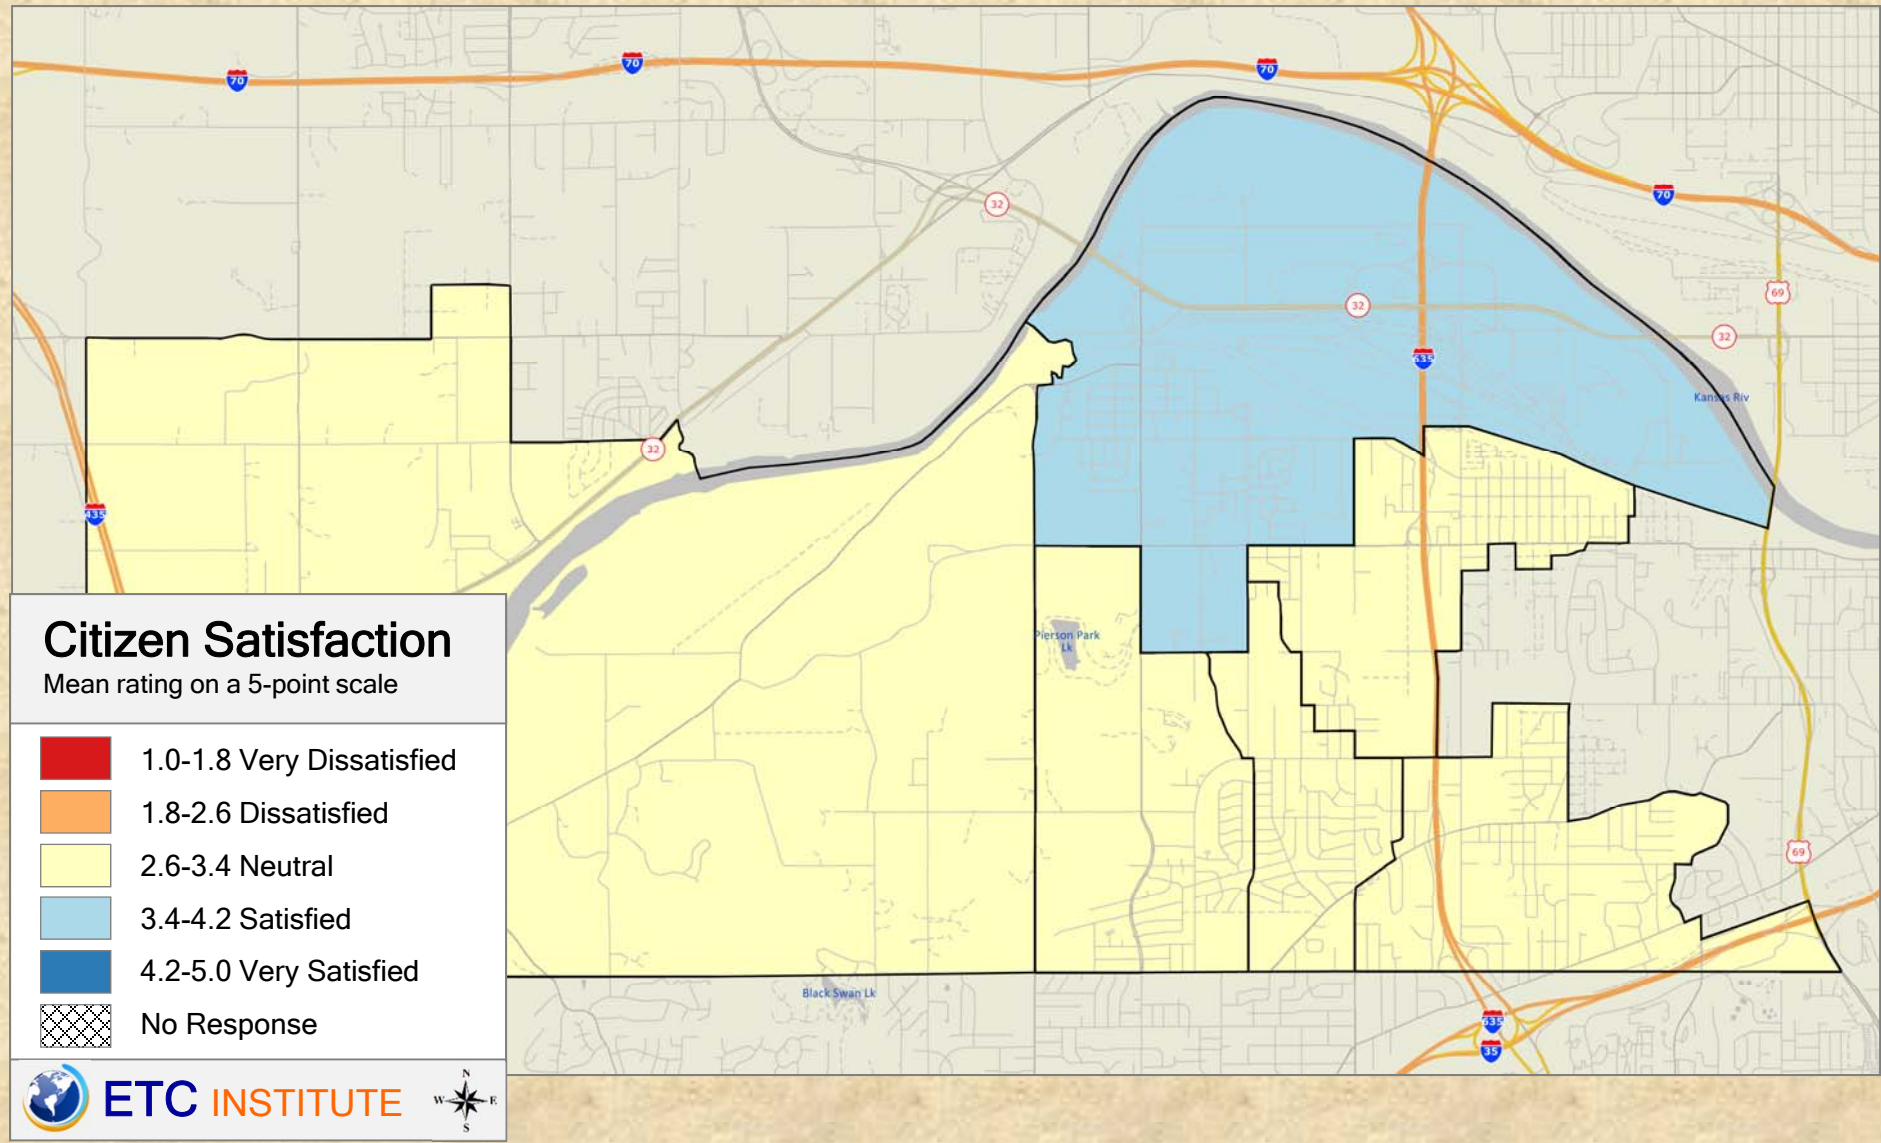 70
70
70
70
32
69
32
32
635
Kansas Riv
32
435
Pierson Park
Lk
69
Black Swan Lk
635
35
Citizen Satisfaction
Mean rating on a 5-point scale
1.0-1.8 Very Dissatisfied
1.8-2.6 Dissatisfied
2.6-3.4 Neutral
3.4-4.2 Satisfied
4.2-5.0 Very Satisfied
No Response
ETC INSTITUTE
N
W E
S